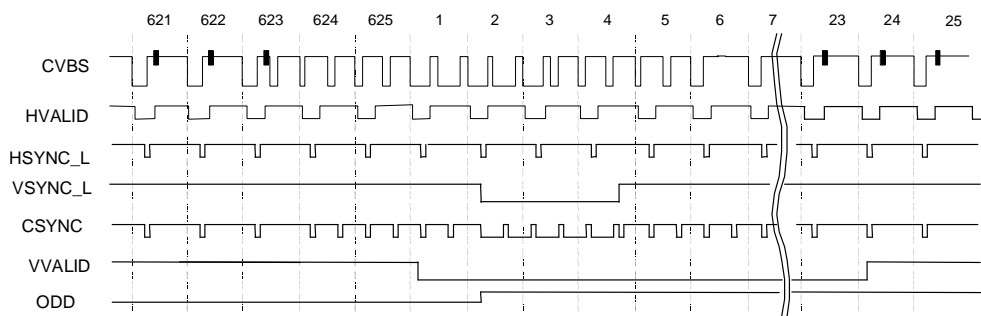 621 622 623 624 625 1 2 3 4 5 6 7 23 24 25
CVBS
HVALID
HSYNC_L
VSYNC_L
CSYNC
VVALID
ODD